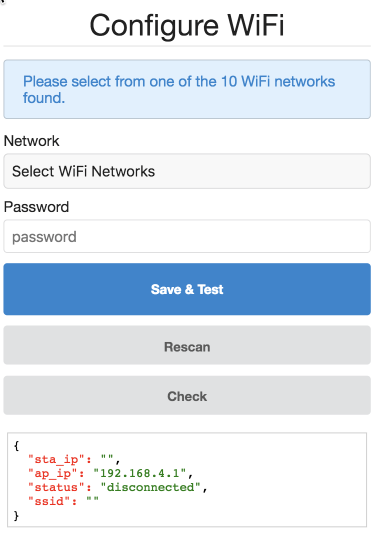 Configure WiFi
Please select from one of the 10 WiFi networks
found.
Network
Select WiFi Networks
Password
password
Save & Test
Rescan
Check
{
  "sta_ip": "",
  "ap_ip": "192.168.4.1",
  "status": "disconnected",
  "ssid": ""
}